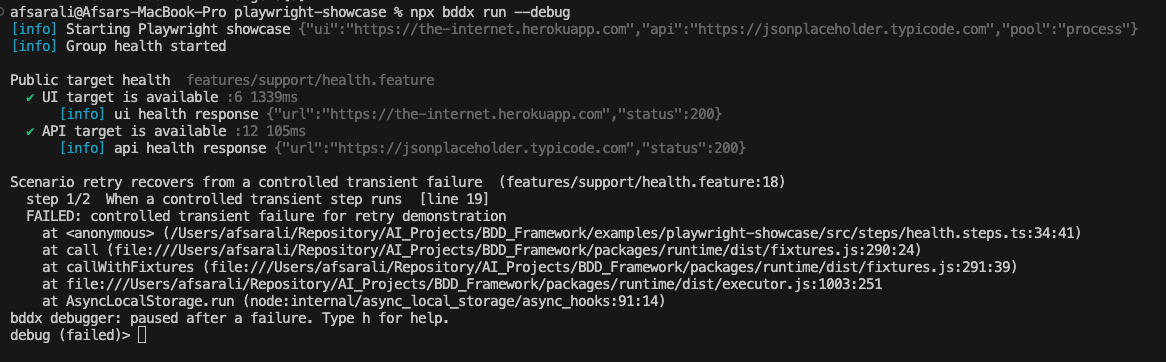 afsarali@Afsars-MacBook-Pro playwright-showcase % npx bddx run --debug
[info] Starting Playwright showcase {"ui":"https://the-internet.herokuapp.com","api":"https://jsonplaceholder.typicode.com","pool":"process"}
[info] Group health started
Public target health  features/support/health.feature
✔ UI target is available :6 1339ms
[info] ui health response {"url":"https://the-internet.herokuapp.com","status":200}
✔ API target is available :12 105ms
[info] api health response {"url":"https://jsonplaceholder.typicode.com","status":200}
Scenario retry recovers from a controlled transient failure  (features/support/health.feature:18)
step 1/2  When a controlled transient step runs  [line 19]
FAILED: controlled transient failure for retry demonstration
at <anonymous> (/Users/afsarali/Repository/AI_Projects/BDD_Framework/examples/playwright-showcase/src/steps/health.steps.ts:34:41)
at call (file:///Users/afsarali/Repository/AI_Projects/BDD_Framework/packages/runtime/dist/fixtures.js:290:24)
at callWithFixtures (file:///Users/afsarali/Repository/AI_Projects/BDD_Framework/packages/runtime/dist/fixtures.js:291:39)
at file:///Users/afsarali/Repository/AI_Projects/BDD_Framework/packages/runtime/dist/executor.js:1003:251
at AsyncLocalStorage.run (node:internal/async_local_storage/async_hooks:91:14)
bddx debugger: paused after a failure. Type h for help.
debug (failed)>